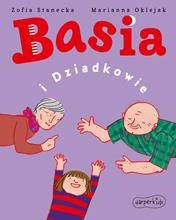 Zofia Stanecka Marianna Oklejak
Basia
i Dziadkowie
harperkids